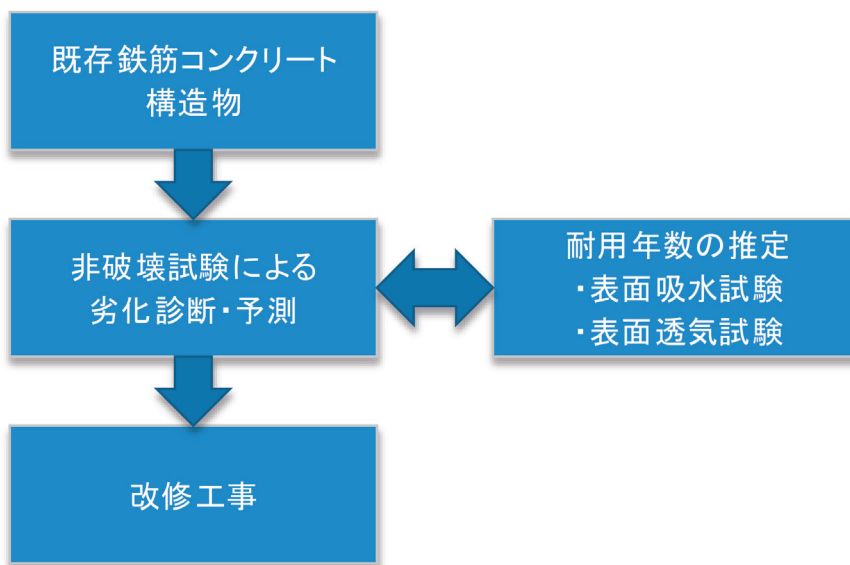 既存鉄筋コンクリート
構造物
非破壊試験による
劣化診断・予測
耐用年数の推定
・表面吸水試験
・表面透気試験
改修工事